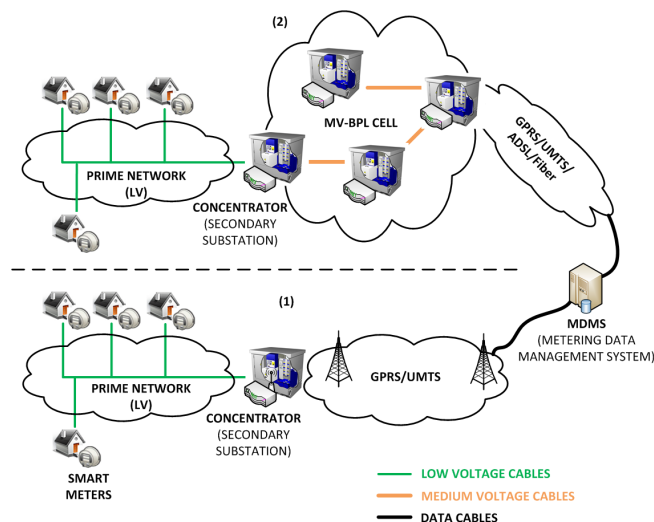 (2)
MV-BPL CELL
GPRS/UMTS/
ADSL/Fiber
PRIME NETWORK
(LV)
CONCENTRATOR
(SECONDARY
SUBSTATION)
MDMS
(METERING DATA
MANAGEMENT SYSTEM)
(1)
PRIME NETWORK
(LV)
GPRS/UMTS
CONCENTRATOR
(SECONDARY
SUBSTATION)
SMART
METERS
LOW VOLTAGE CABLES
MEDIUM VOLTAGE CABLES
DATA CABLES